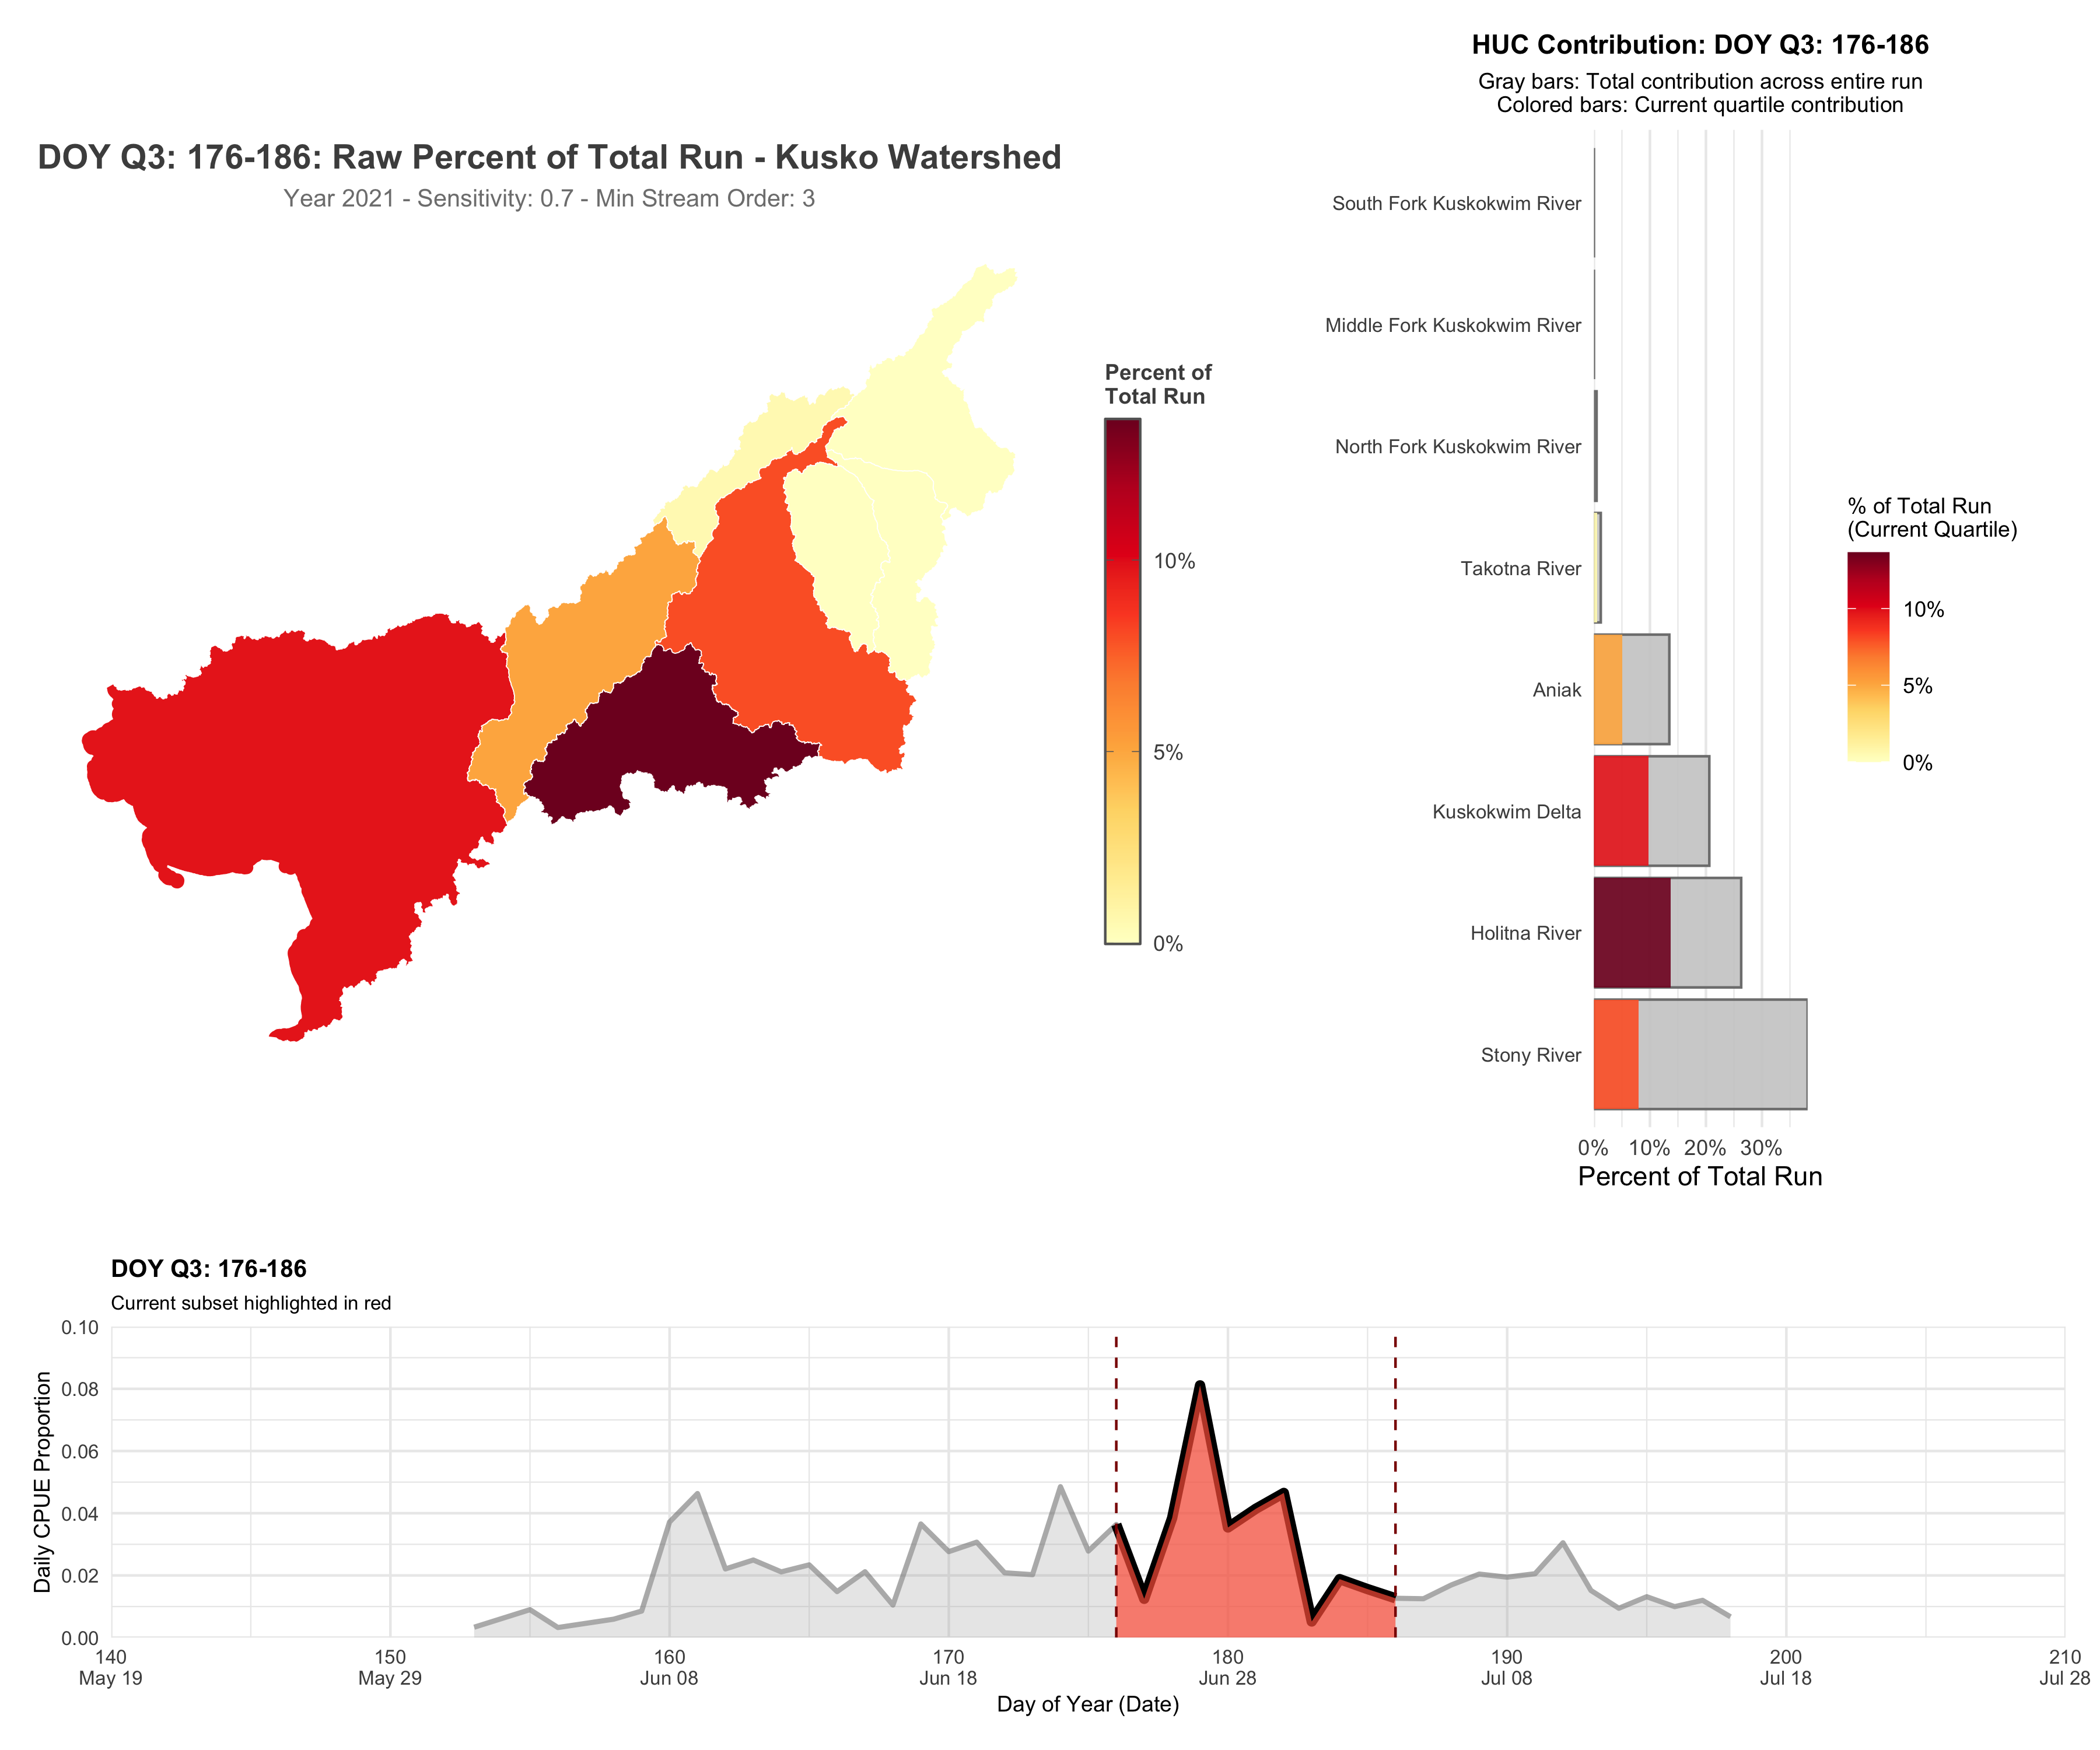 HUC Contribution: DOY Q3: 176-186
Gray bars: Total contribution across entire run
Colored bars: Current quartile contribution
DOY Q3: 176-186: Raw Percent of Total Run - Kusko Watershed
Year 2021 - Sensitivity: 0.7 - Min Stream Order: 3
Percent of
Total Run
10%
5%
0%
South Fork Kuskokwim River
Middle Fork Kuskokwim River
North Fork Kuskokwim River
Takotna River
Aniak
Kuskokwim Delta
Holitna River
Stony River
0% 10% 20% 30%
Percent of Total Run
% of Total Run
(Current Quartile)
10%
5%
0%
DOY Q3: 176-186
Current subset highlighted in red
Daily CPUE Proportion
0.10
0.08
0.06
0.04
0.02
0.00
140 150 160 170 180 190 200 210
May 19 May 29 Jun 08 Jun 18 Jun 28 Jul 08 Jul 18 Jul 28
Day of Year (Date)